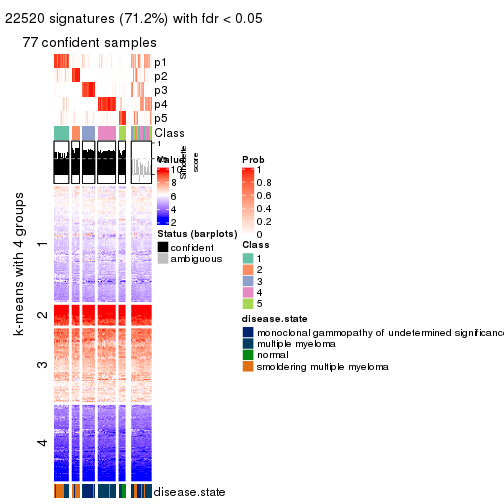 22520 signatures (71.2%) with fdr < 0.05
77 confident samples
p1
p2
p3
p4
p5
Class
1
Silhouette
score
Value
10
8
6
4
2
Status (barplots)
confident
ambiguous
Prob
1
0.8
0.6
0.4
0.2
0
Class
1
2
3
4
5
disease.state
monoclonal gammopathy of undetermined significance
multiple myeloma
normal
smoldering multiple myeloma
k-means with 4 groups
1
2
3
4
disease.state